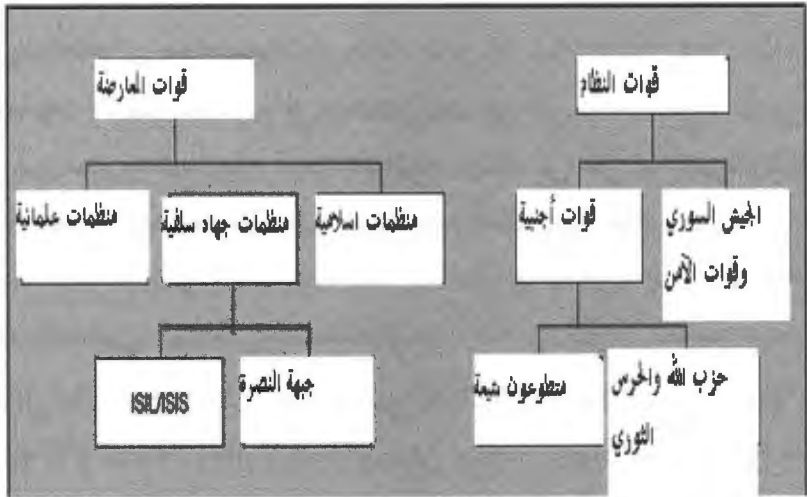 قوات النظام
قوات المعارضة
الجيش السوري
وقوات الأمن
قوات أجنبية
منظمات اسلامية
منظمات جهاد سلفية
منظمات علمانية
حزب الله والحرس
الثوري
متطوعون شيعة
جبهة النصرة
ISIL/ISIS